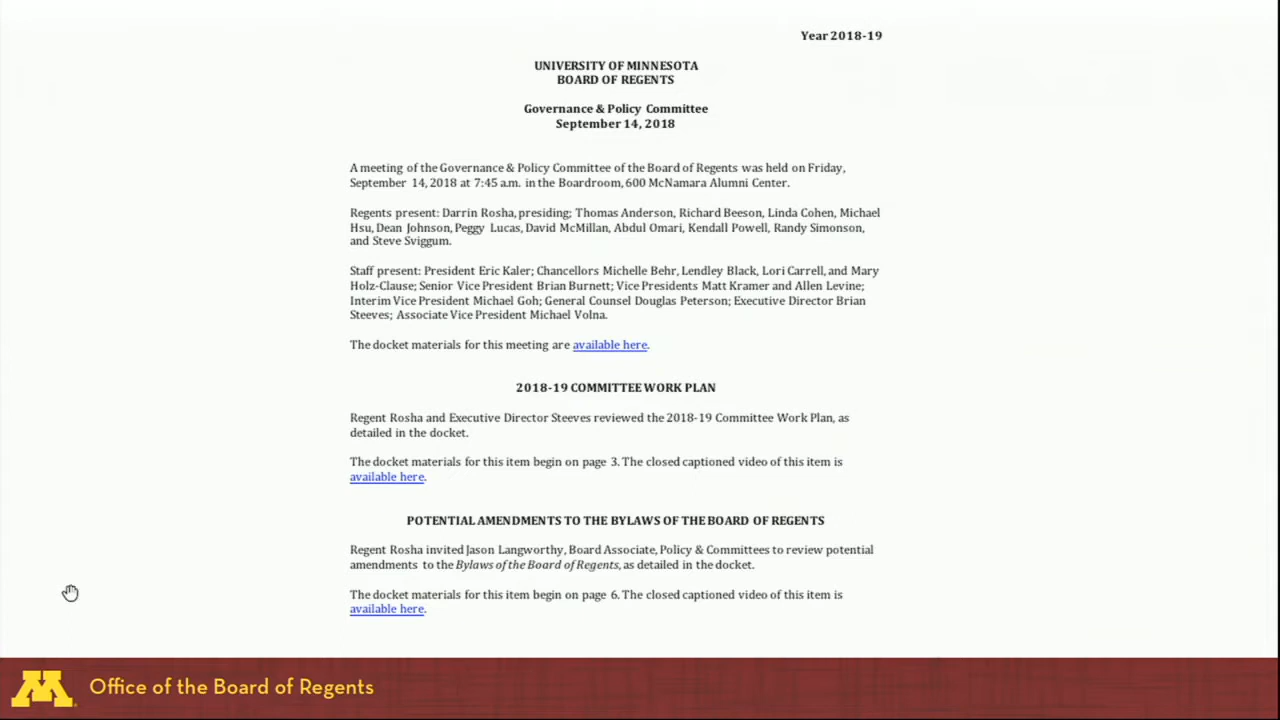 Year 2018-19
UNIVERSITY OF MINNESOTA
BOARD OF REGENTS
Governance & Policy Committee
September 14, 2018
A meeting of the Governance & Policy Committee of the Board of Regents was held on Friday,
September 14, 2018 at 7:45 a.m. in the Boardroom, 600 McNamara Alumni Center.
Regents present: Darrin Rosha, presiding; Thomas Anderson, Richard Beeson, Linda Cohen, Michael
Hsu, Dean Johnson, Peggy Lucas, David McMillan, Abdul Omari, Kendall Powell, Randy Simonson,
and Steve Sviggum.
Staff present: President Eric Kaler; Chancellors Michelle Behr, Lendley Black, Lori Carrell, and Mary
Holz-Clause; Senior Vice President Brian Burnett; Vice Presidents Matt Kramer and Allen Levine;
Interim Vice President Michael Goh; General Counsel Douglas Peterson; Executive Director Brian
Steeves; Associate Vice President Michael Volna.
The docket materials for this meeting are available here.
2018-19 COMMITTEE WORK PLAN
Regent Rosha and Executive Director Steeves reviewed the 2018-19 Committee Work Plan, as
detailed in the docket.
The docket materials for this item begin on page 3. The closed captioned video of this item is
available here.
POTENTIAL AMENDMENTS TO THE BYLAWS OF THE BOARD OF REGENTS
Regent Rosha invited Jason Langworthy, Board Associate, Policy & Committees to review potential
amendments to the Bylaws of the Board of Regents, as detailed in the docket.
The docket materials for this item begin on page 6. The closed captioned video of this item is
available here.
M Office of the Board of Regents